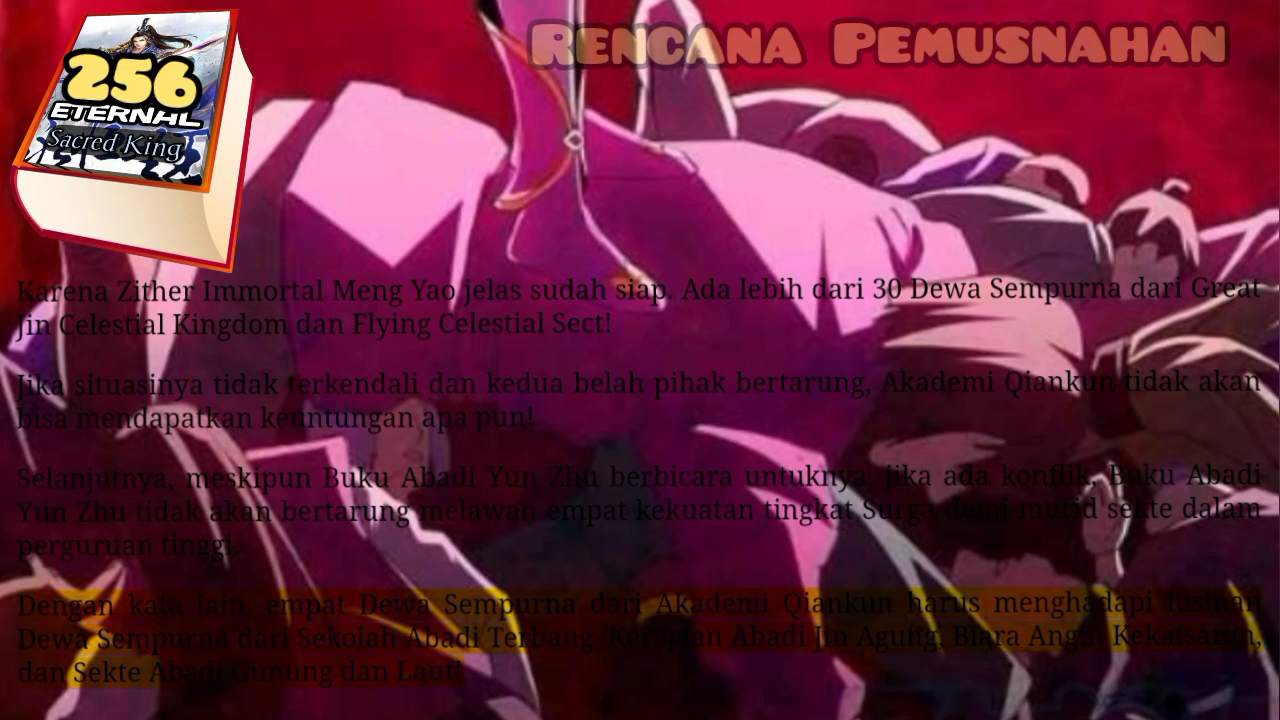 Rencana Pemusnahan
256
ETERNAL
Sacred King
Karena Zither Immortal Meng Yao jelas sudah siap. Ada lebih dari 30 Dewa Sempurna dari Great
Jin Celestial Kingdom dan Flying Celestial Sect!
Jika situasinya tidak terkendali dan kedua belah pihak bertarung, Akademi Qiankun tidak akan
bisa mendapatkan keuntungan apa pun!
Selanjutnya, meskipun Buku Abadi Yun Zhu berbicara untuknya, jika ada konflik, Buku Abadi
Yun Zhu tidak akan bertarung melawan empat kekuatan tingkat Surga demi murid sekte dalam
perguruan tinggi.
Dengan kata lain, empat Dewa Sempurna dari Akademi Qiankun harus menghadapi lusinan
Dewa Sempurna dari Sekolah Abadi Terbang, Kerajaan Abadi Jin Agung, Biara Angin Kekaisaran,
dan Sekte Abadi Gunung dan Laut!